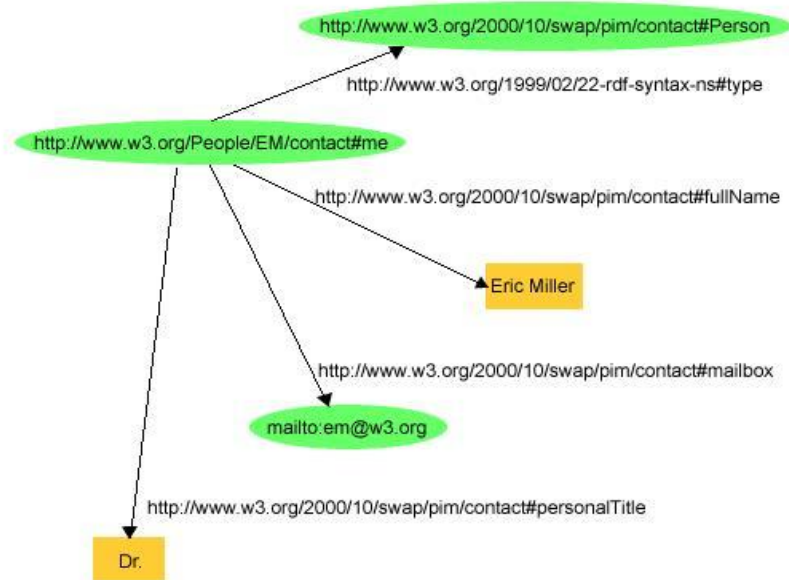 http://www.w3.org/2000/10/swap/pim/contact#Person
http://www.w3.org/1999/02/22-rdf-syntax-ns#type
http://www.w3.org/People/EM/contact#me
http://www.w3.org/2000/10/swap/pim/contact#fullName
Eric Miller
http://www.w3.org/2000/10/swap/pim/contact#mailbox
mailto:em@w3.org
http://www.w3.org/2000/10/swap/pim/contact#personalTitle
Dr.